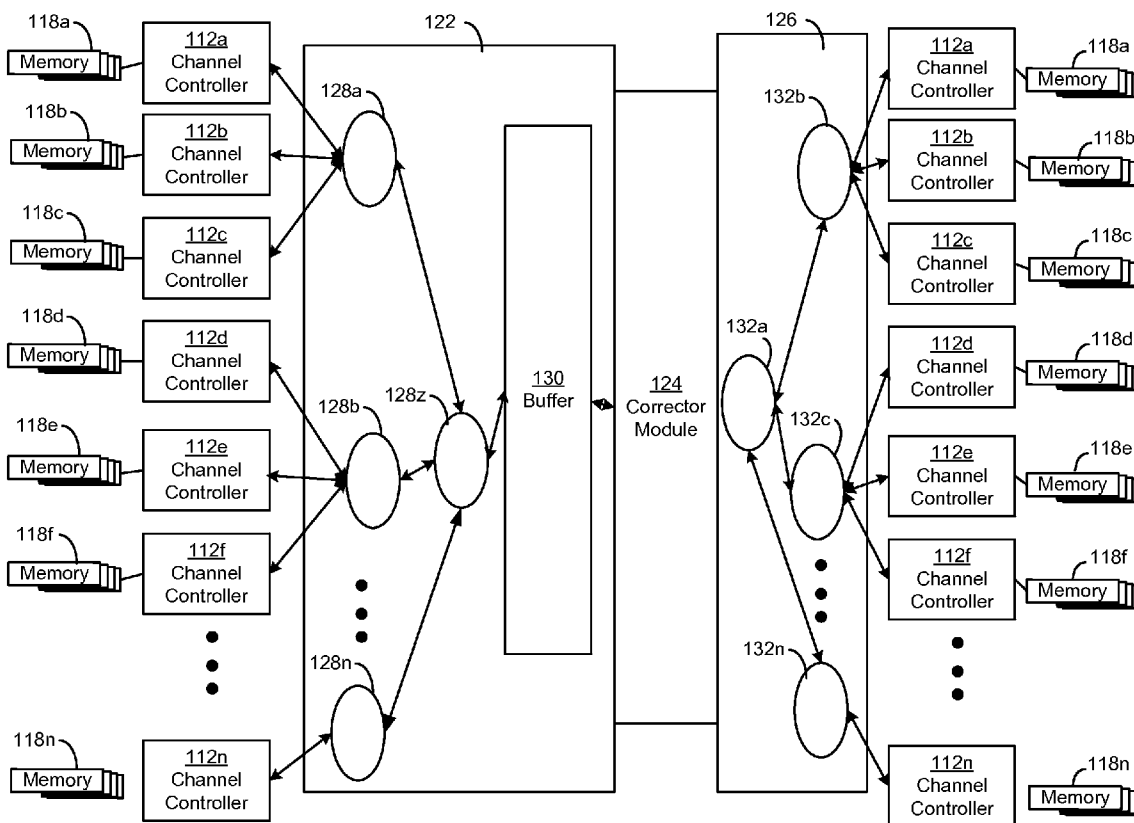 122
126
118a
Memory
112a
Channel
Controller
118b
Memory
112b
Channel
Controller
118c
Memory
112c
Channel
Controller
118d
Memory
112d
Channel
Controller
118e
Memory
112e
Channel
Controller
118f
Memory
112f
Channel
Controller
118n
Memory
112n
Channel
Controller
128a
128b
128z
128n
130
Buffer
124
Corrector
Module
132b
132a
132c
132n
112a
Channel
Controller
118a
Memory
112b
Channel
Controller
118b
Memory
112c
Channel
Controller
118c
Memory
112d
Channel
Controller
118d
Memory
112e
Channel
Controller
118e
Memory
112f
Channel
Controller
118f
Memory
112n
Channel
Controller
118n
Memory